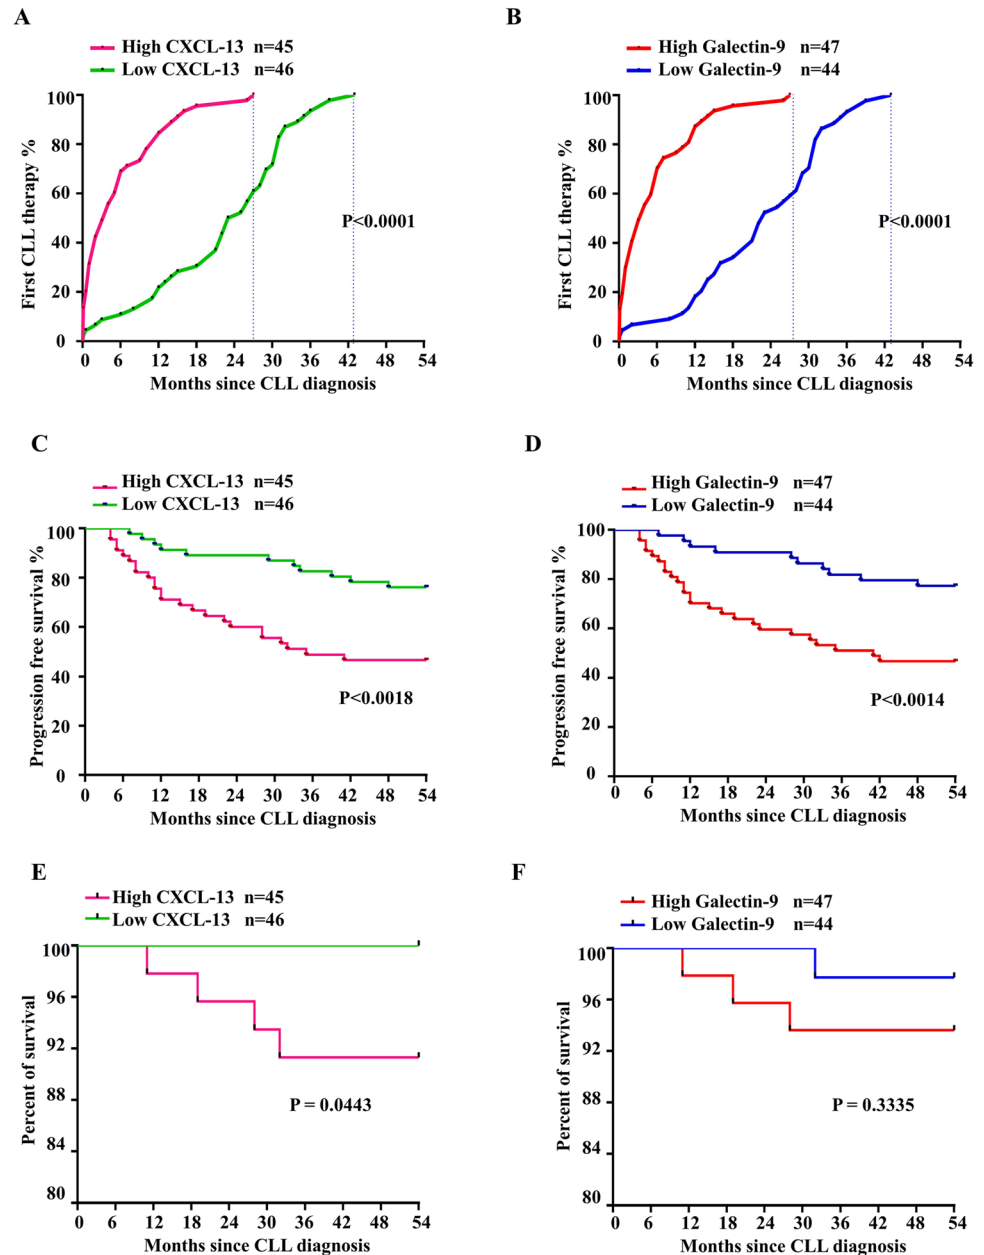 A
High CXCL-13 n=45
Low CXCL-13 n=46
First CLL therapy %
100
80
60
40
20
0
P<0.0001
0 6 12 18 24 30 36 42 48 54
Months since CLL diagnosis
B
High Galectin-9 n=47
Low Galectin-9 n=44
First CLL therapy %
100
80
60
40
20
0
P<0.0001
0 6 12 18 24 30 36 42 48 54
Months since CLL diagnosis
C
High CXCL-13 n=45
Low CXCL-13 n=46
Progression free survival %
100
80
60
40
20
0
P<0.0018
0 6 12 18 24 30 36 42 48 54
Months since CLL diagnosis
D
High Galectin-9 n=47
Low Galectin-9 n=44
Progression free survival %
100
80
60
40
20
0
P<0.0014
0 6 12 18 24 30 36 42 48 54
Months since CLL diagnosis
E
High CXCL-13 n=45
Low CXCL-13 n=46
Percent of survival
100
96
92
88
84
80
P = 0.0443
0 6 12 18 24 30 36 42 48 54
Months since CLL diagnosis
F
High Galectin-9 n=47
Low Galectin-9 n=44
Percent of survival
100
96
92
88
84
80
P = 0.3335
0 6 12 18 24 30 36 42 48 54
Months since CLL diagnosis